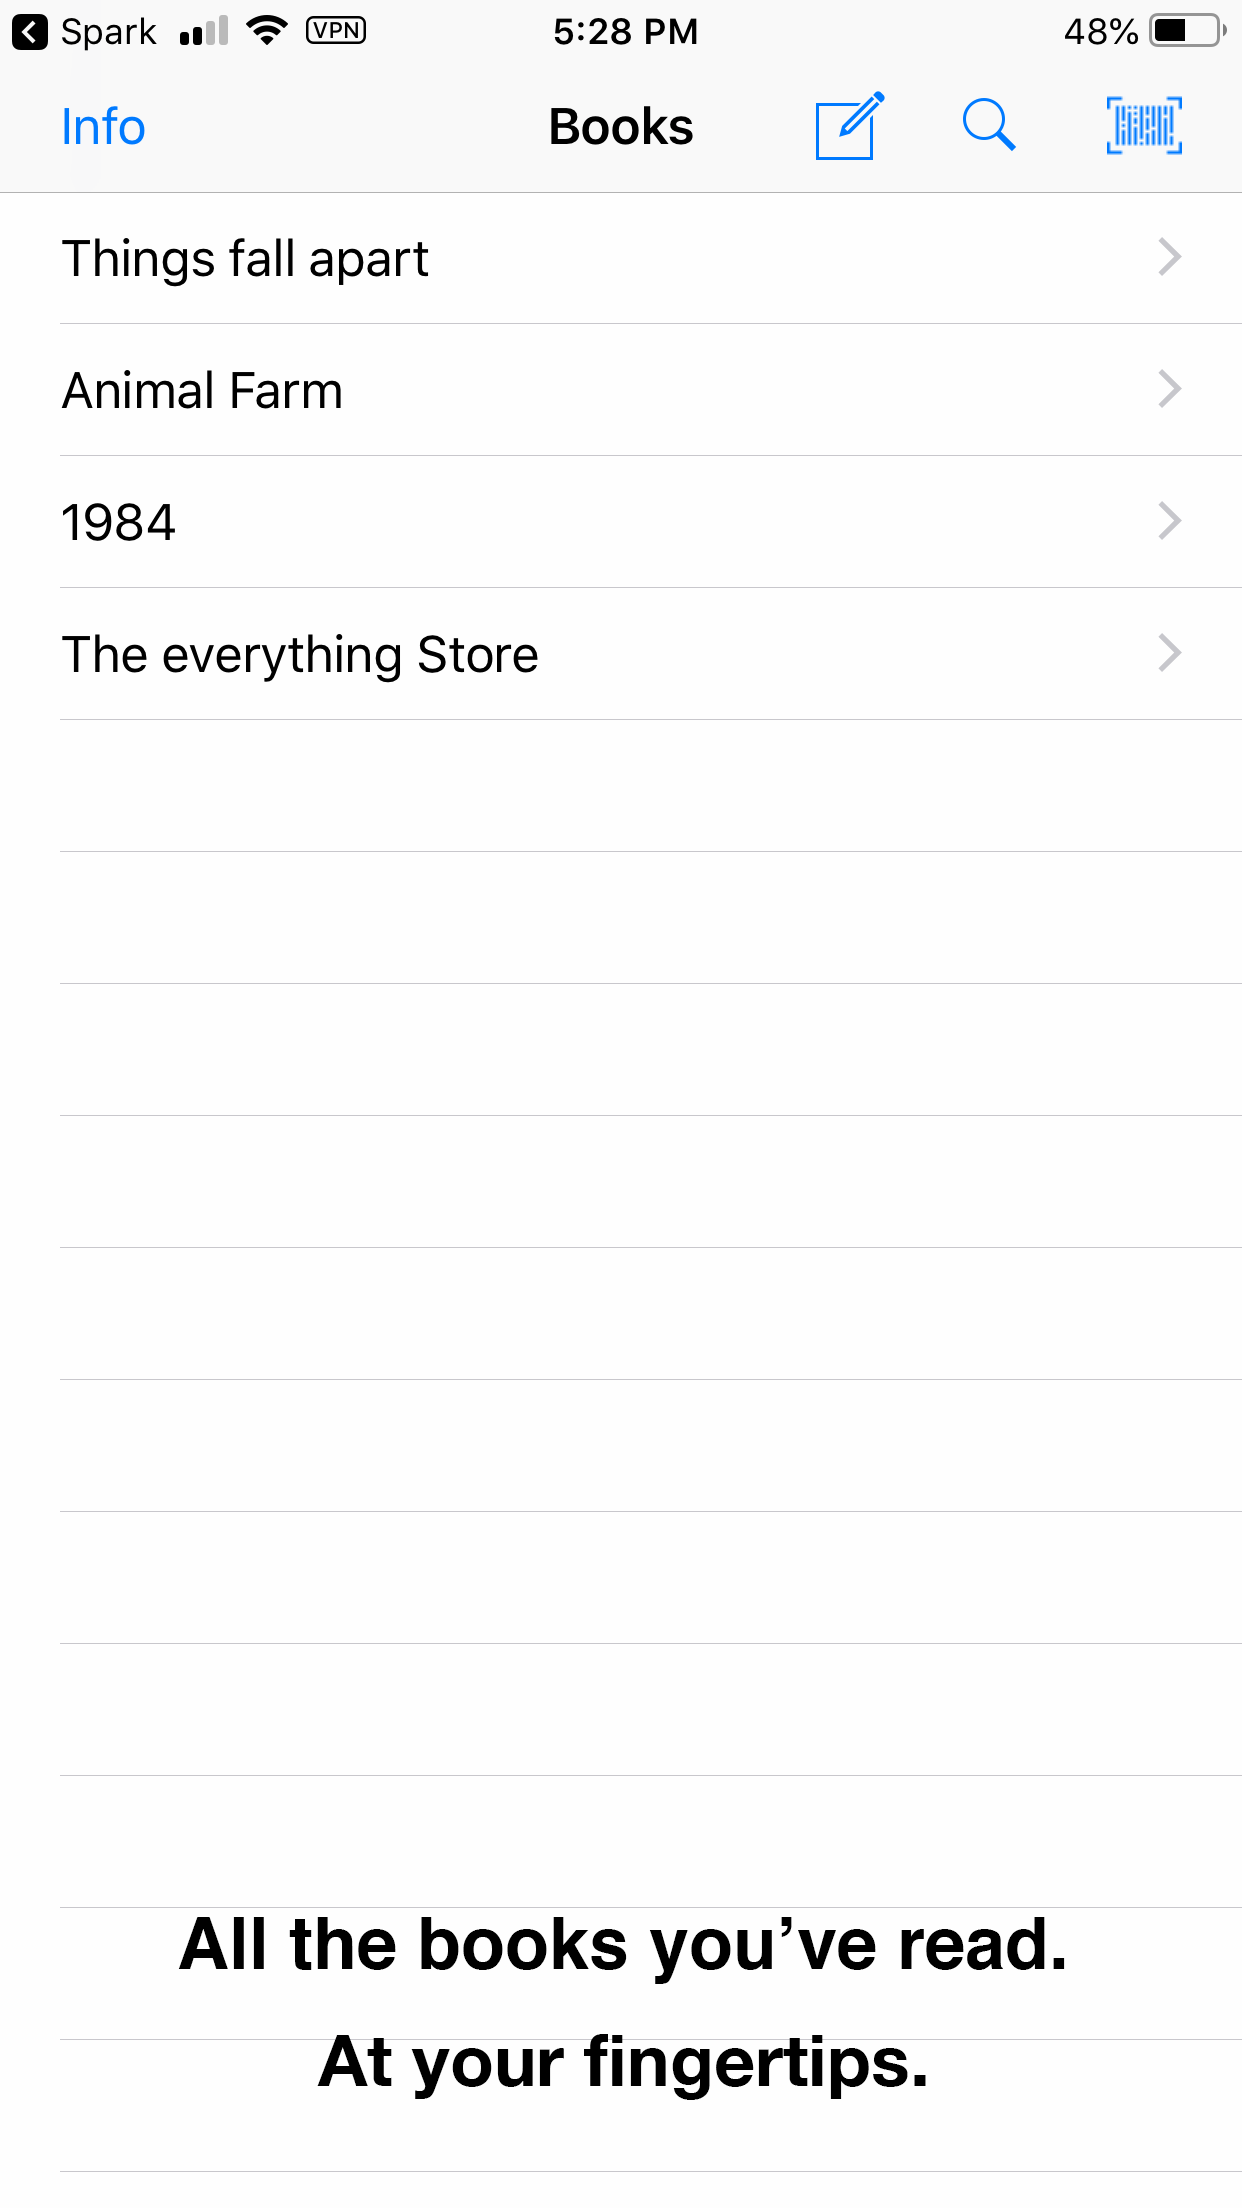 Spark VPN 5:28 PM 48%
Info Books
Things fall apart
Animal Farm
1984
The everything Store
All the books you’ve read.
At your fingertips.